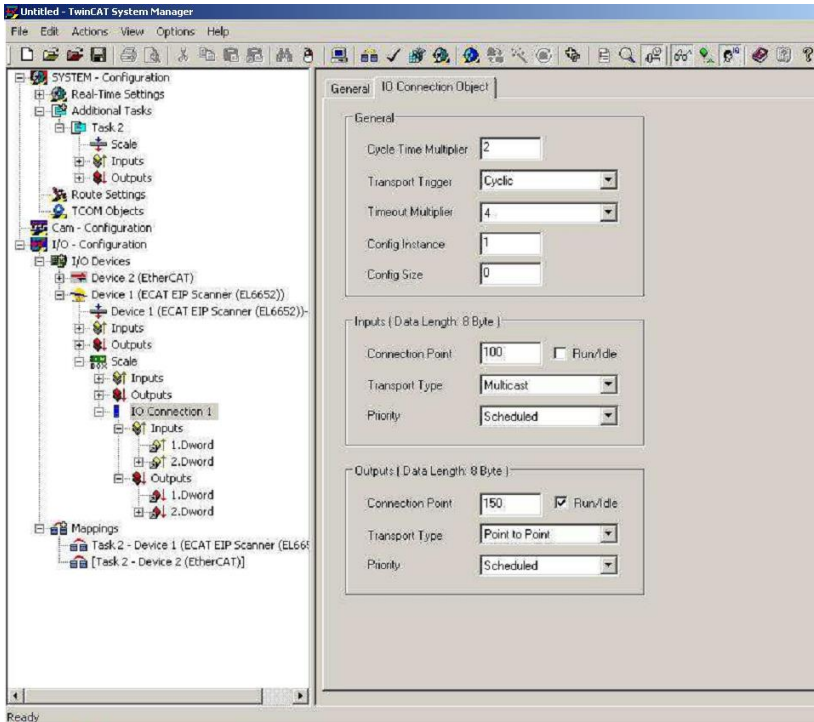 Untitled - TwinCAT System Manager
File Edit Actions View Options Help
SYSTEM - Configuration
Real-Time Settings
Additional Tasks
Task 2
Scale
Inputs
Outputs
Route Settings
TCOM Objects
Cam - Configuration
I/O - Configuration
I/O Devices
Device 2 (EtherCAT)
Device 1 (ECAT EIP Scanner (EL6652))
Device 1 (ECAT EIP Scanner (EL6652))-
Inputs
Outputs
BOX Scale
Inputs
Outputs
IO Connection 1
Inputs
1.Dword
2.Dword
Outputs
1.Dword
2.Dword
Mappings
Task 2 - Device 1 (ECAT EIP Scanner (EL665
[Task 2 - Device 2 (EtherCAT)]
General IO Connection Object
General
Cycle Time Multiplier 2
Transport Trigger Cyclic
Timeout Multiplier 4
Config Instance 1
Config Size 0
Inputs ( Data Length: 8 Byte )
Connection Point 100 Run/Idle
Transport Type Multicast
Priority Scheduled
Outputs ( Data Length: 8 Byte )
Connection Point 150 Run/Idle
Transport Type Point to Point
Priority Scheduled
Ready